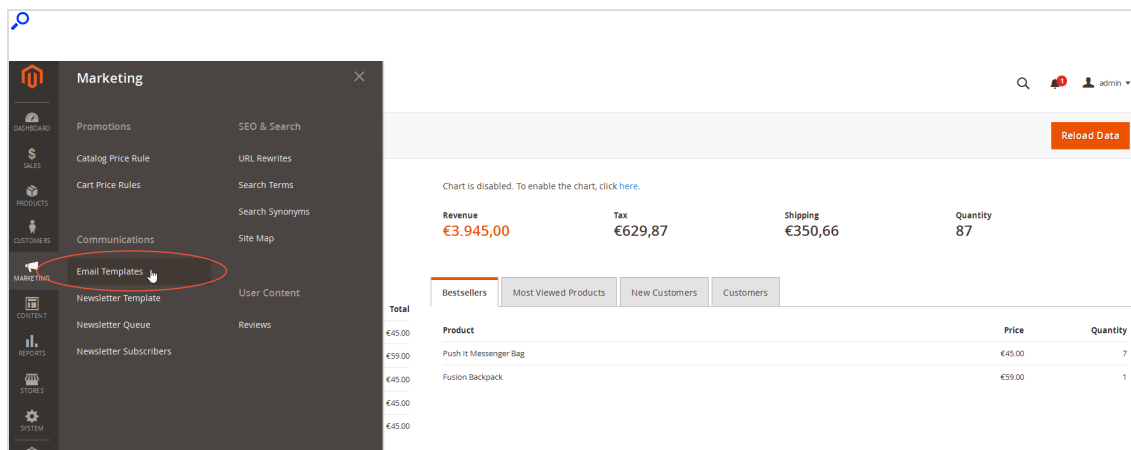 Marketing
1
admin
DASHBOARD
Promotions
SEO & Search
Reload Data
SALES
Catalog Price Rule
URL Rewrites
Cart Price Rules
Search Terms
Chart is disabled. To enable the chart, click here.
PRODUCTS
Search Synonyms
Revenue
Tax
Shipping
Quantity
€3.945,00
€629,87
€350,66
87
CUSTOMERS
Communications
Site Map
MARKETING
Email Templates
User Content
Bestsellers
Most Viewed Products
New Customers
Customers
Newsletter Template
CONTENT
Total
Newsletter Queue
Reviews
€45.00
Product
Price
Quantity
REPORTS
Newsletter Subscribers
€59.00
Push It Messenger Bag
€45.00
7
STORES
€45.00
Fusion Backpack
€59.00
1
€45.00
SYSTEM
€45.00